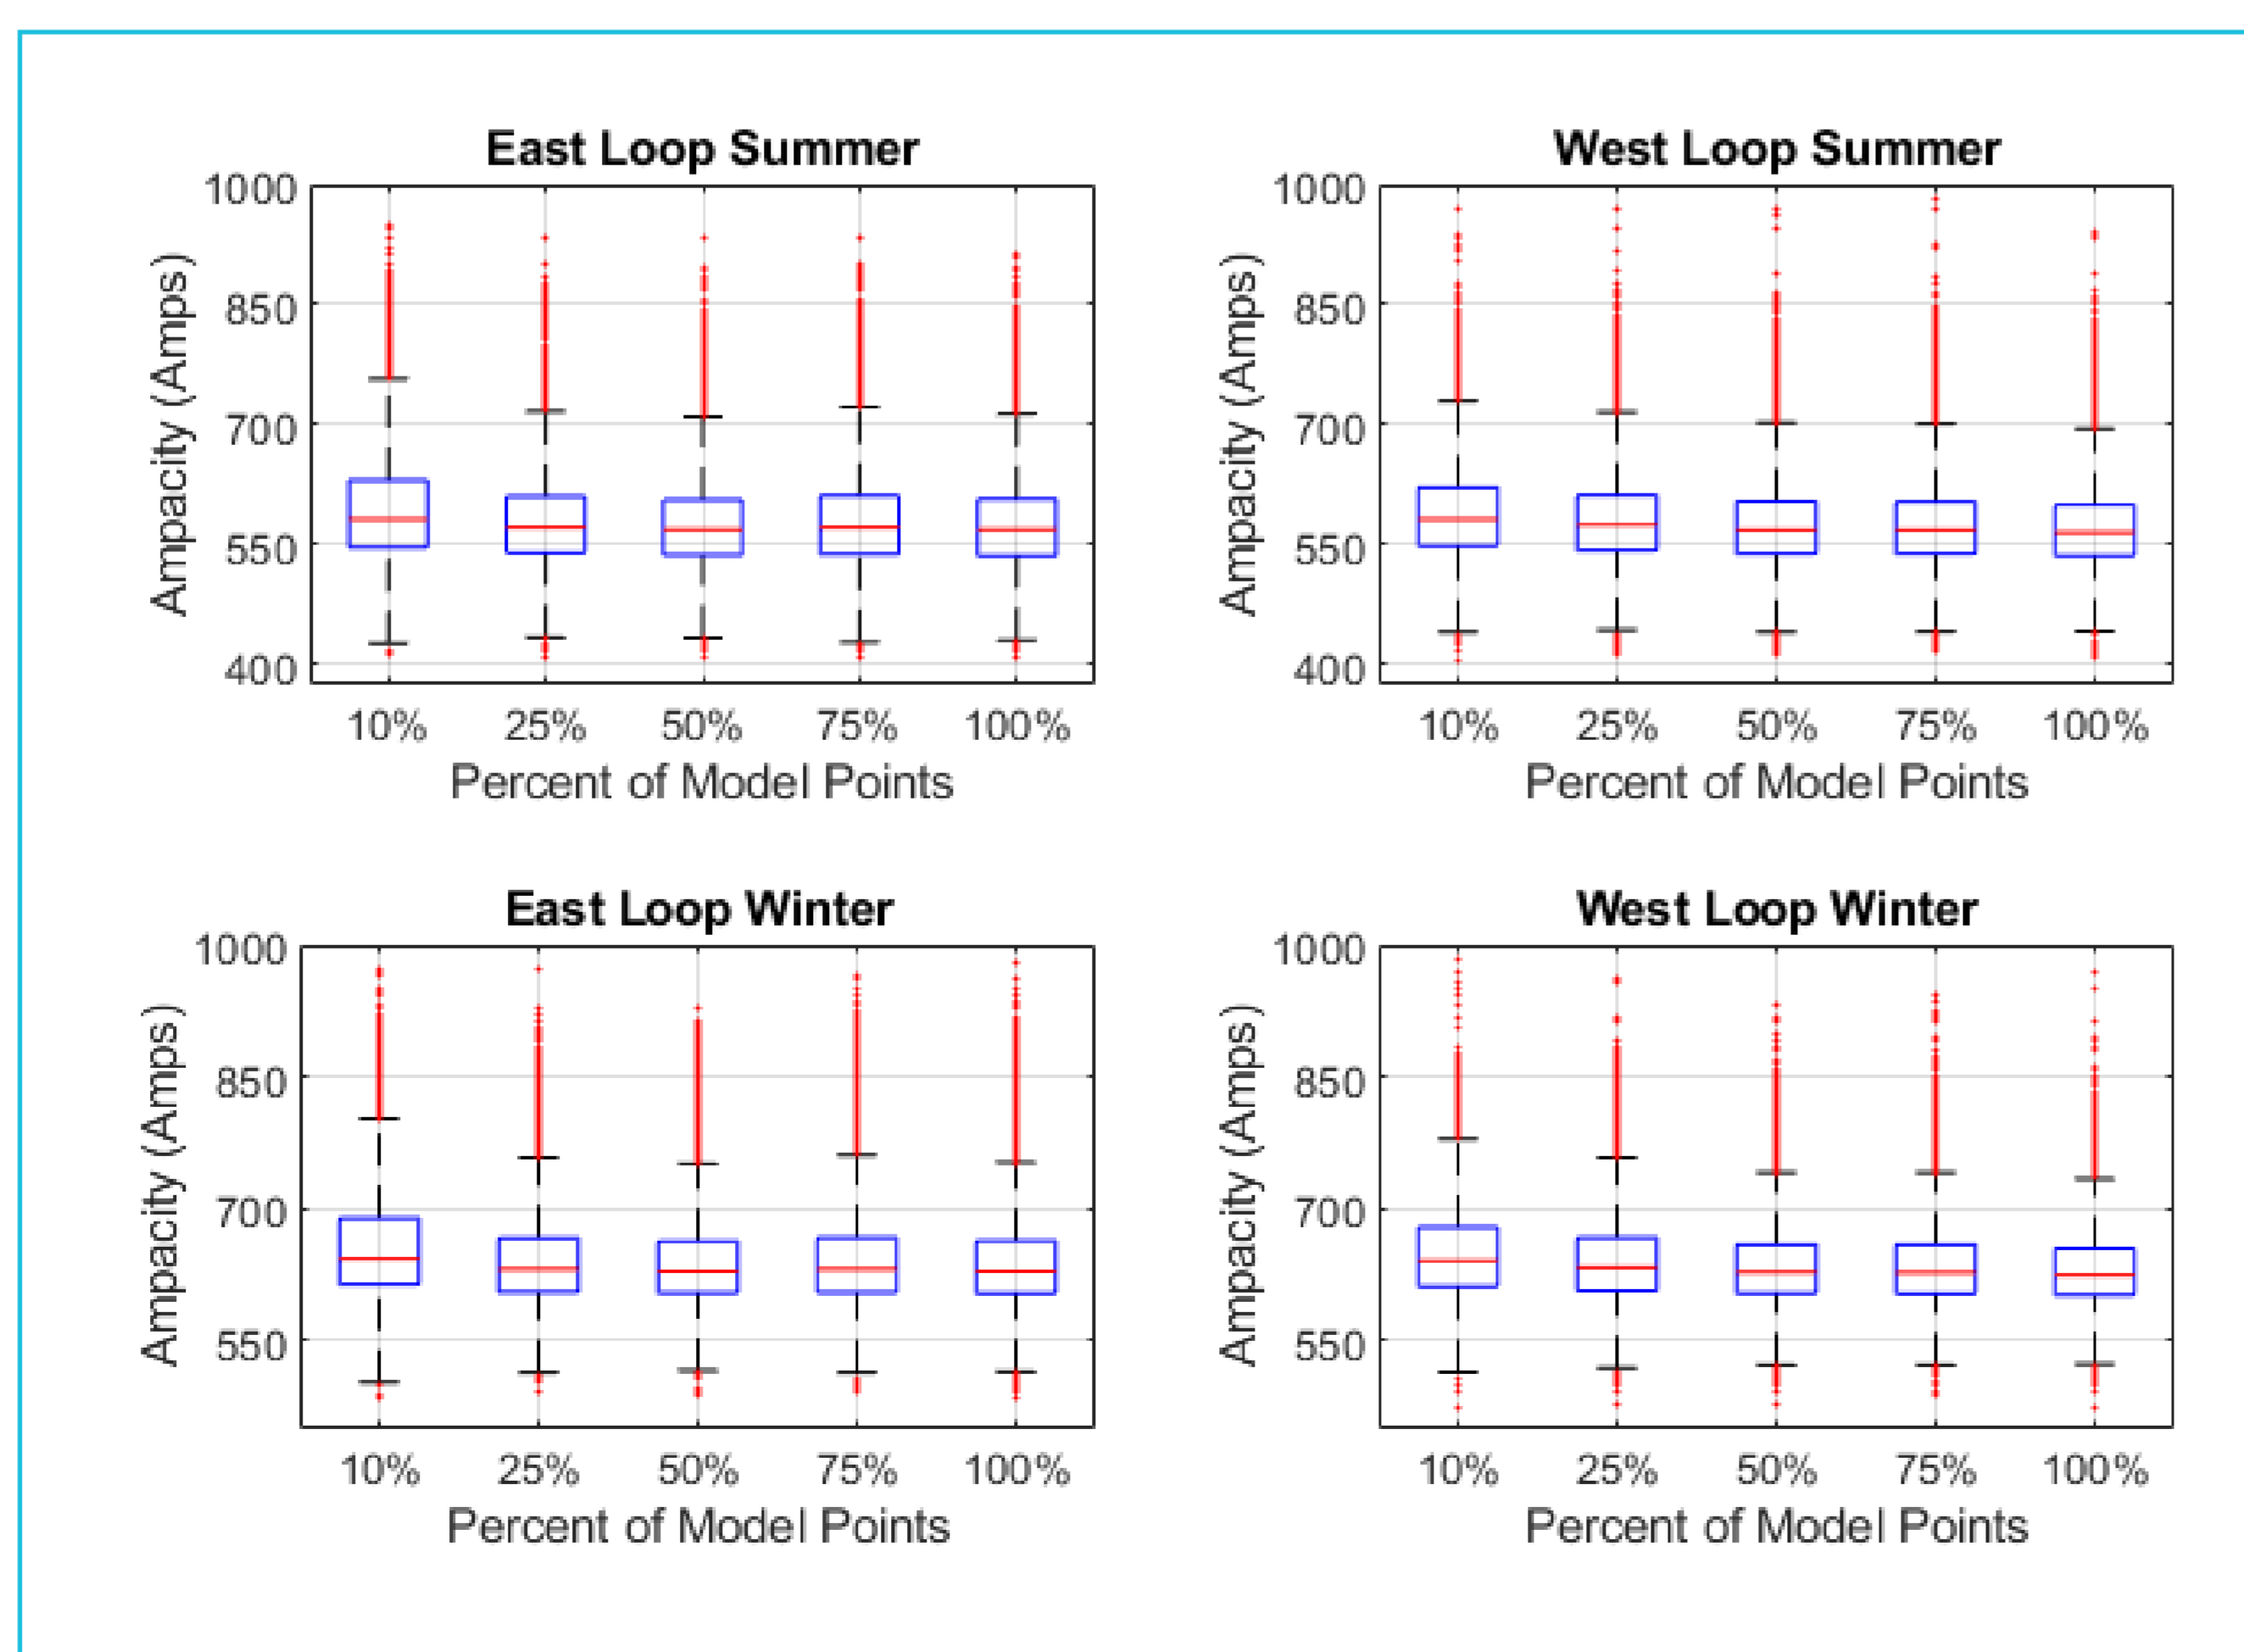 East Loop Summer
1000
850
700
550
400
Ampacity (Amps)
10% 25% 50% 75% 100%
Percent of Model Points
West Loop Summer
1000
850
700
550
400
Ampacity (Amps)
10% 25% 50% 75% 100%
Percent of Model Points
East Loop Winter
1000
850
700
550
Ampacity (Amps)
10% 25% 50% 75% 100%
Percent of Model Points
West Loop Winter
1000
850
700
550
Ampacity (Amps)
10% 25% 50% 75% 100%
Percent of Model Points